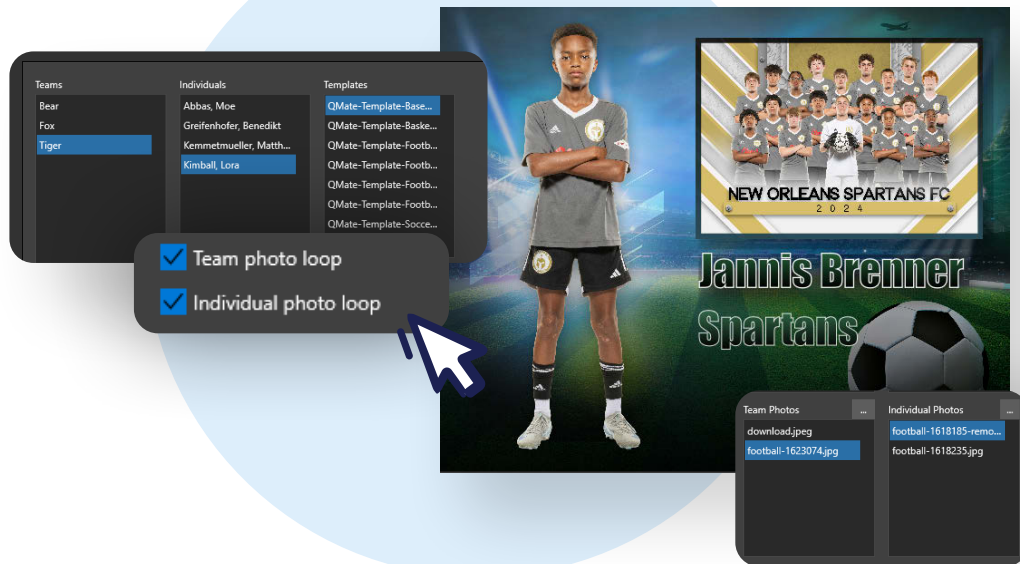 Teams
Bear
Fox
Tiger
Individuals
Abbas, Moe
Greifenhofer, Benedikt
Kemmetmueller, Matth...
Kimball, Lora
Templates
QMate-Template-Base...
QMate-Template-Baske...
QMate-Template-Footb...
QMate-Template-Footb...
QMate-Template-Footb...
QMate-Template-Footb...
QMate-Template-Socce...
Team photo loop
Individual photo loop
NEW ORLEANS SPARTANS FC
2024
Jannis Brenner
Spartans
Team Photos
...
download.jpeg
football-1623074.jpg
Individual Photos
...
football-1618185-remo...
football-1618235.jpg